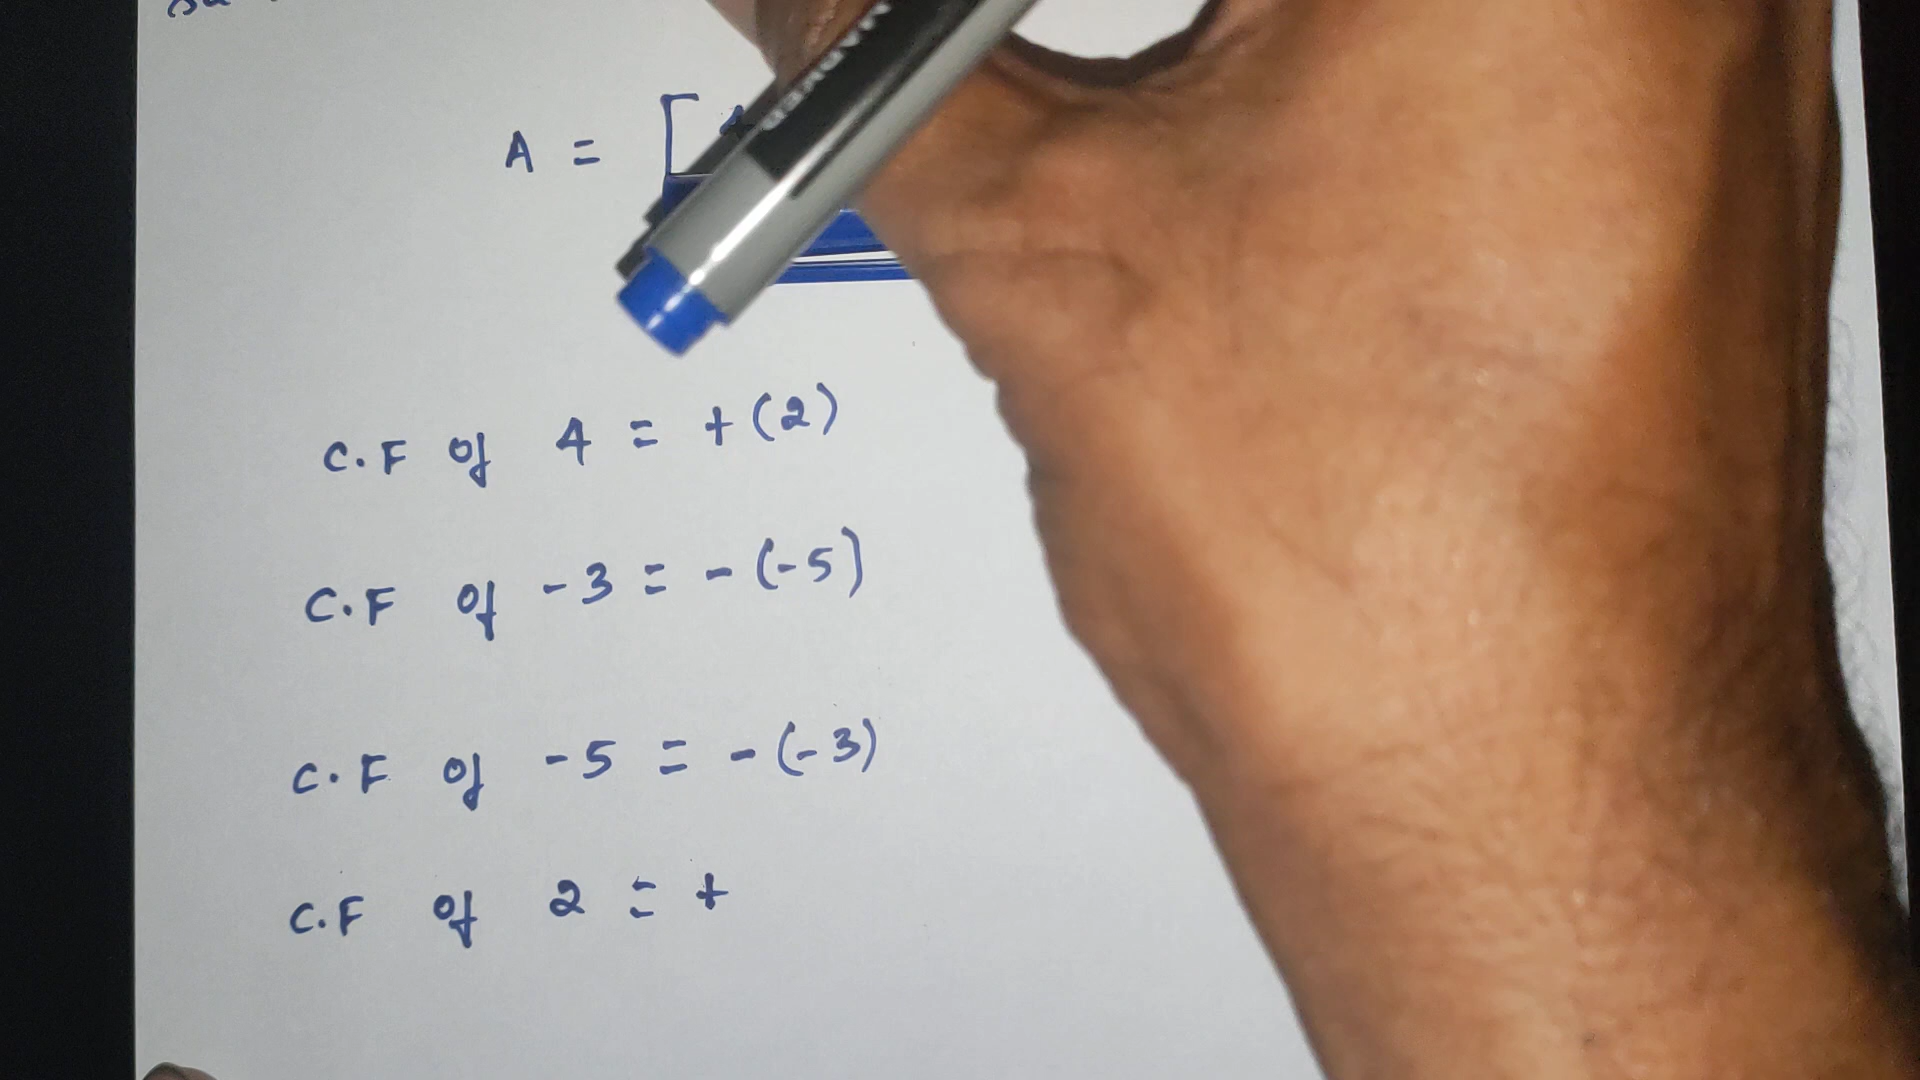 A = [
C.F of 4 = + (2)
C.F of -3 = - (-5)
C.F of -5 = - (-3)
C.F of 2 = +